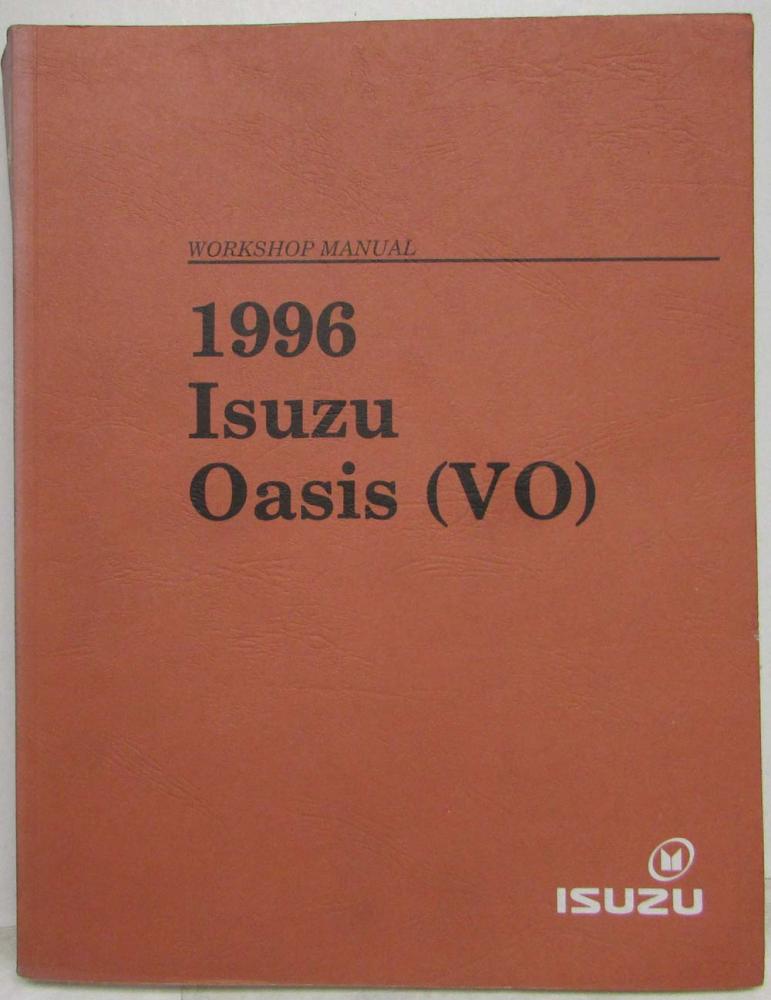 WORKSHOP MANUAL
1996
Isuzu
Oasis (VO)
ISUZU